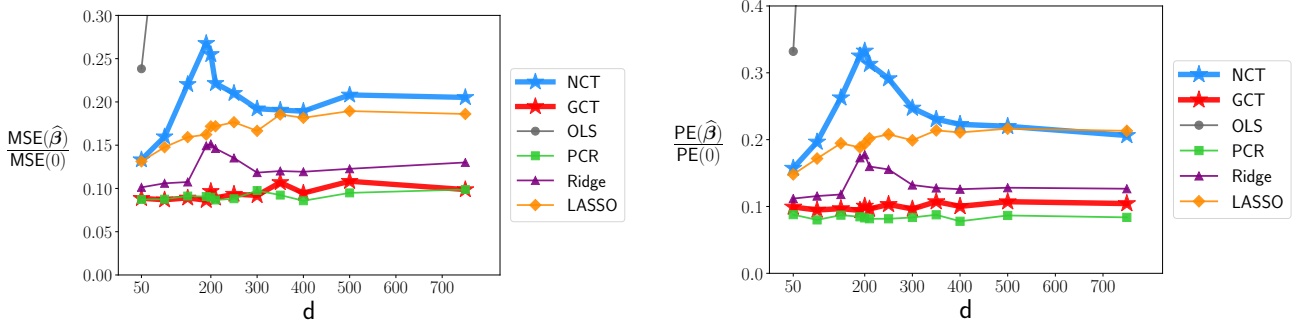 0.30
0.25
0.20
0.15
0.10
0.05
0.00
MSE(β̂)
MSE(0)
50 200 300 400 500 600 700
d
NCT
GCT
OLS
PCR
Ridge
LASSO
0.4
0.3
0.2
0.1
0.0
PE(β̂)
PE(0)
50 200 300 400 500 600 700
d
NCT
GCT
OLS
PCR
Ridge
LASSO